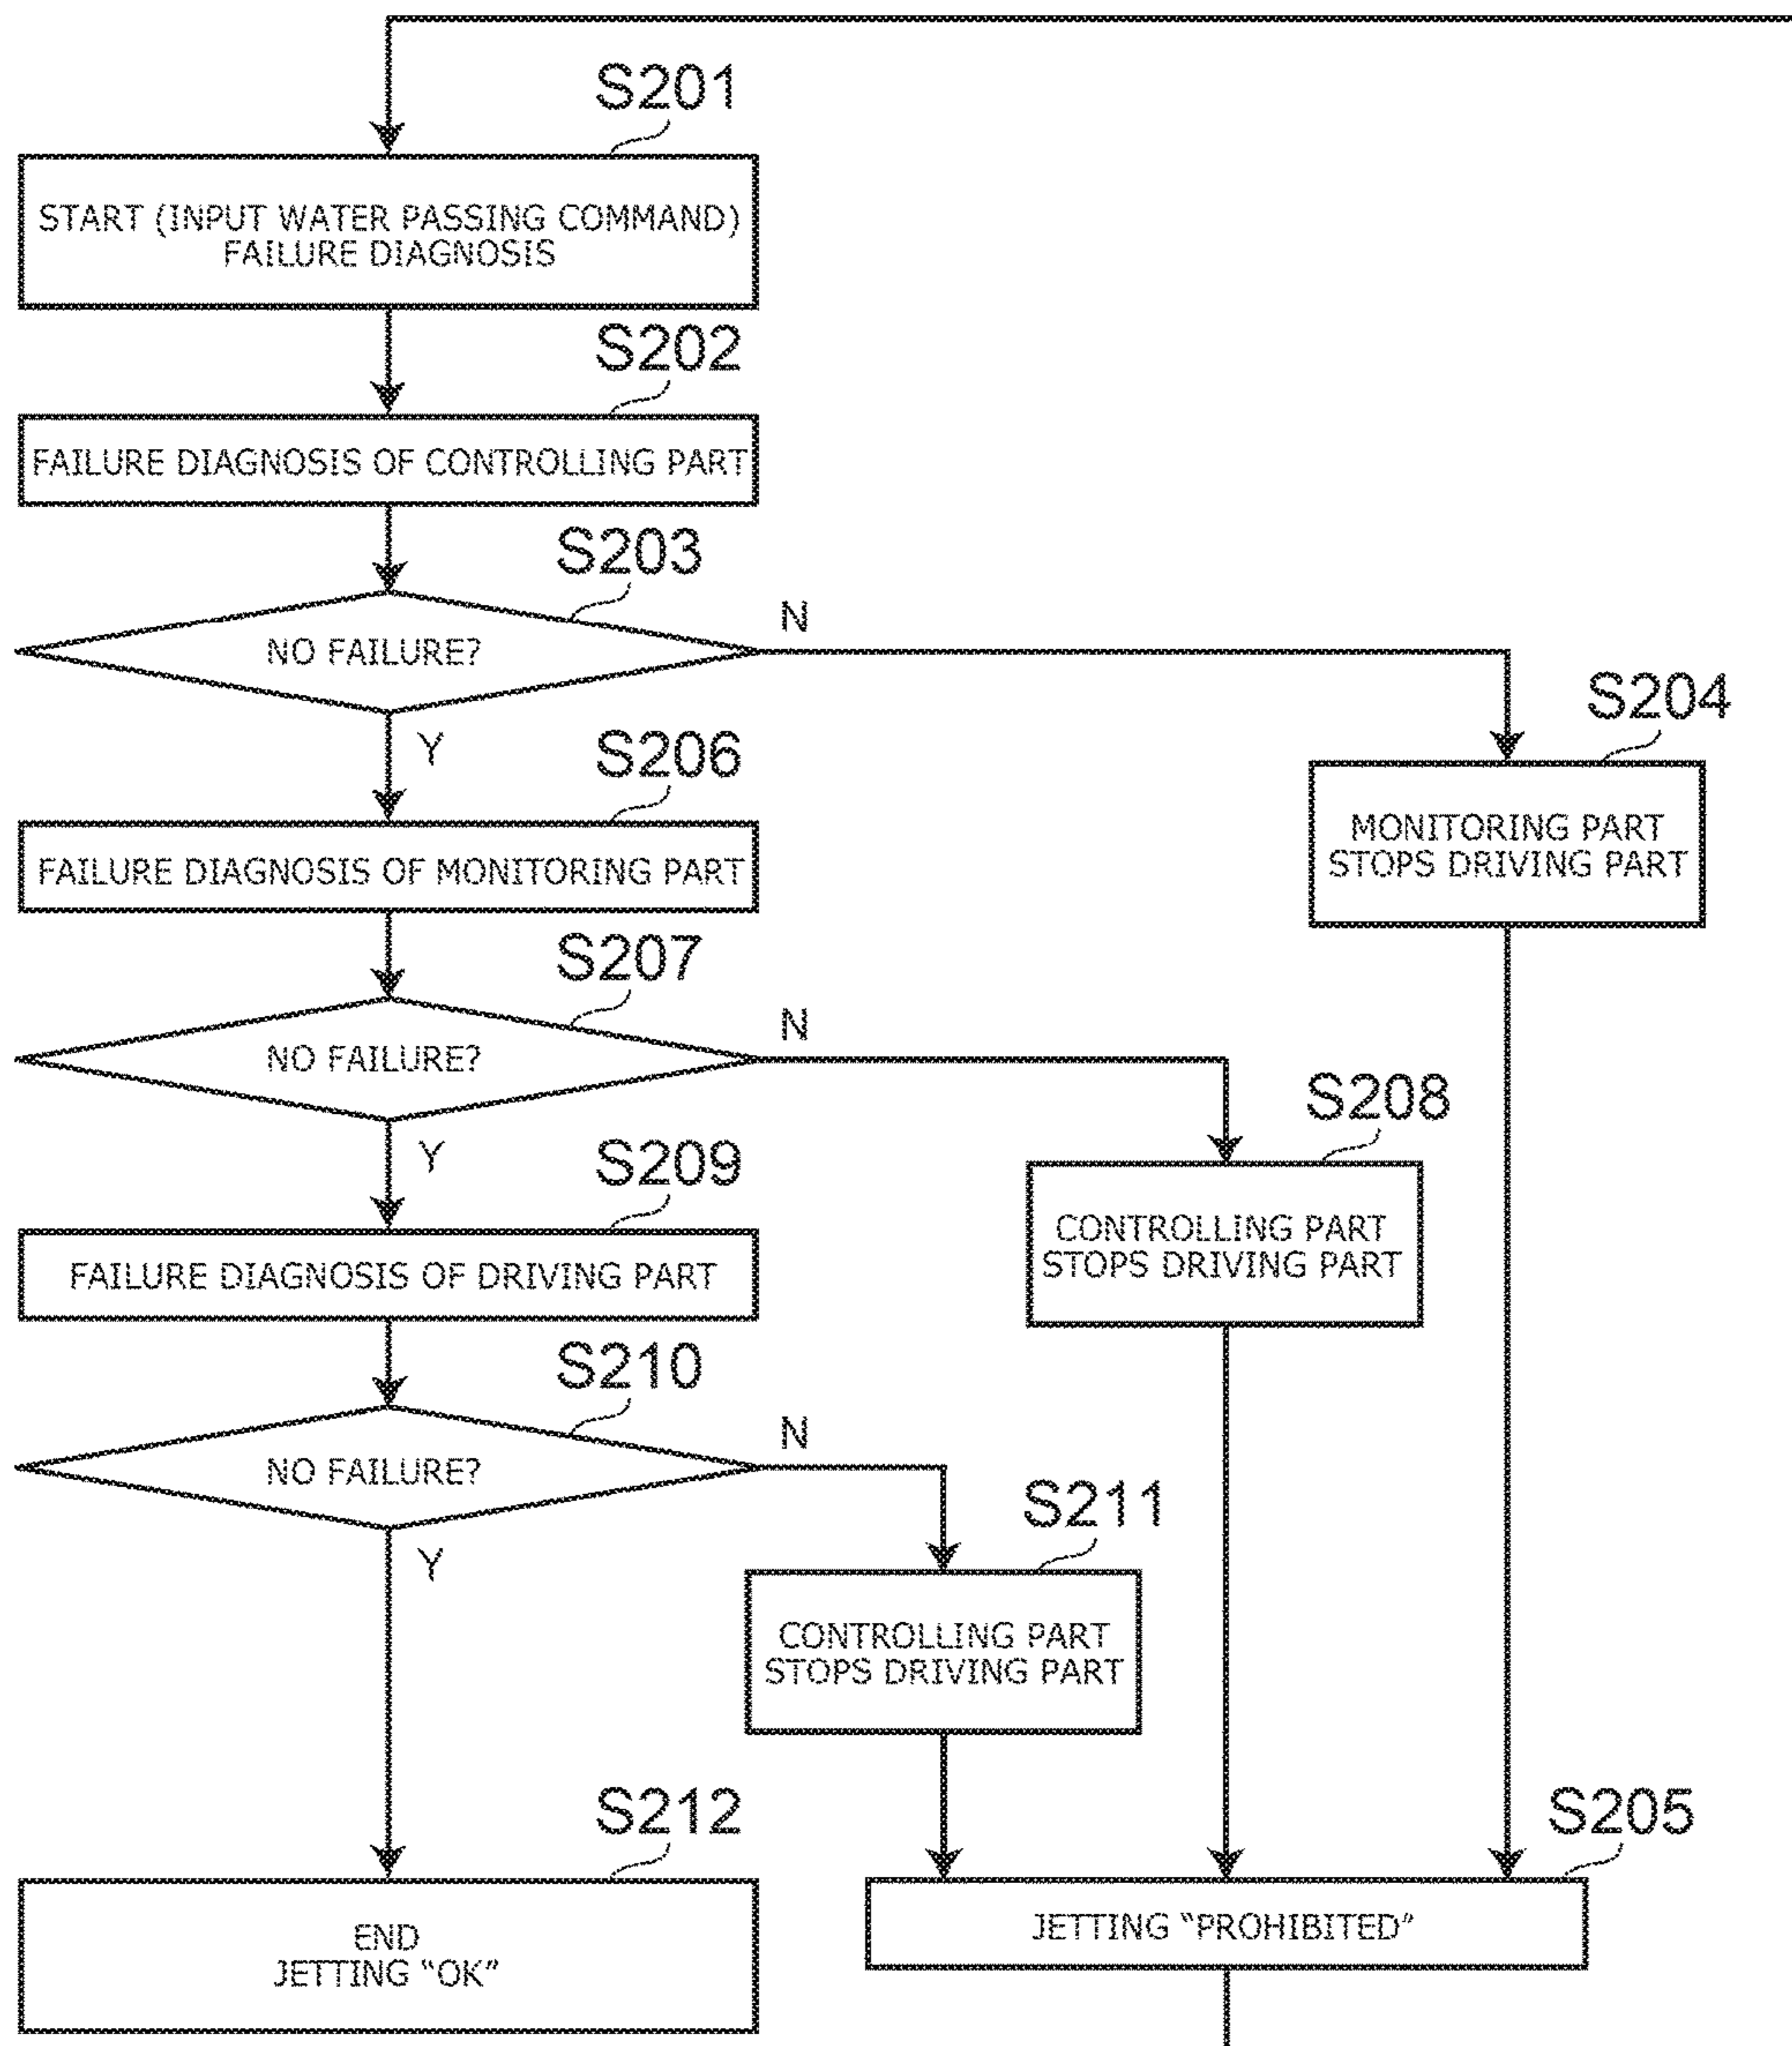 S201
START (INPUT WATER PASSING COMMAND)
FAILURE DIAGNOSIS
S202
FAILURE DIAGNOSIS OF CONTROLLING PART
S203
NO FAILURE?
N
Y
S204
MONITORING PART
STOPS DRIVING PART
S206
FAILURE DIAGNOSIS OF MONITORING PART
S207
NO FAILURE?
N
Y
S208
CONTROLLING PART
STOPS DRIVING PART
S209
FAILURE DIAGNOSIS OF DRIVING PART
S210
NO FAILURE?
N
Y
S211
CONTROLLING PART
STOPS DRIVING PART
S212
END
JETTING “OK”
S205
JETTING “PROHIBITED”